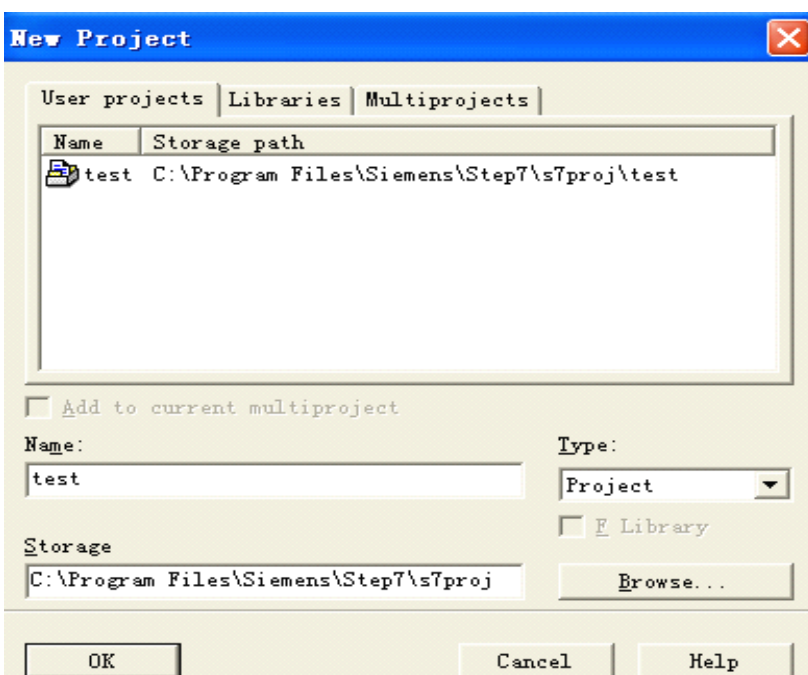 New Project
User projects Libraries Multiprojects
Name Storage path
test C:\Program Files\Siemens\Step7\s7proj\test
Add to current multiproject
Name: Type:
test Project
F Library
Storage
C:\Program Files\Siemens\Step7\s7proj Browse...
OK Cancel Help